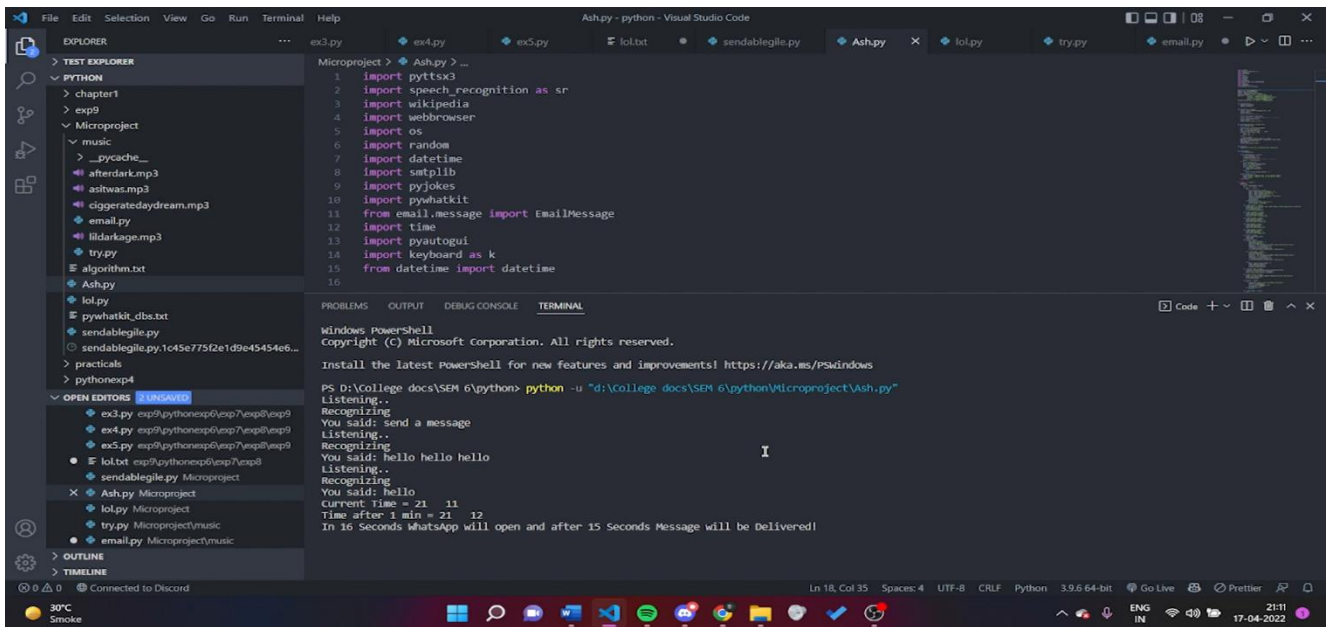 File Edit Selection View Go Run Terminal Help
Ash.py - python - Visual Studio Code
EXPLORER
ex3.py
ex4.py
ex5.py
lol.txt
sendablegile.py
Ash.py
lol.py
try.py
email.py
TEST EXPLORER
PYTHON
chapter1
exp9
Microproject
music
__pycache__
afterdark.mp3
asitwas.mp3
ciggeratedaydream.mp3
email.py
lildarkage.mp3
try.py
algorithm.txt
Ash.py
lol.py
pywhatkit_dbs.txt
sendablegile.py
sendablegile.py.1c45e775f2e1d9e45454e6...
practicals
pythonexp4
OPEN EDITORS 2 UNSAVED
ex3.py exp9\pythonexp6\exp7\exp8\exp9
ex4.py exp9\pythonexp6\exp7\exp8\exp9
ex5.py exp9\pythonexp6\exp7\exp8\exp9
lol.txt exp9\pythonexp6\exp7\exp8
sendablegile.py Microproject
Ash.py Microproject
lol.py Microproject
try.py Microproject\music
email.py Microproject\music
OUTLINE
TIMELINE
Microproject > Ash.py > ...
1 import pyttsx3
2 import speech_recognition as sr
3 import wikipedia
4 import webbrowser
5 import os
6 import random
7 import datetime
8 import smtplib
9 import pyjokes
10 import pywhatkit
11 from email.message import EmailMessage
12 import time
13 import pyautogui
14 import keyboard as k
15 from datetime import datetime
16
PROBLEMS OUTPUT DEBUG CONSOLE TERMINAL
Code
Windows PowerShell
Copyright (C) Microsoft Corporation. All rights reserved.
Install the latest PowerShell for new features and improvements! https://aka.ms/PSWindows
PS D:\College docs\SEM 6\python> python -u "d:\College docs\SEM 6\python\Microproject\Ash.py"
Listening..
Recognizing
You said: send a message
Listening..
Recognizing
You said: hello hello hello
Listening..
Recognizing
You said: hello
Current Time = 21 11
Time after 1 min = 21 12
In 16 Seconds WhatsApp will open and after 15 Seconds Message will be Delivered!
0 0 Connected to Discord
Ln 18, Col 35 Spaces: 4 UTF-8 CRLF Python 3.9.6 64-bit Go Live Prettier
30°C
Smoke
ENG
IN
21:11
17-04-2022